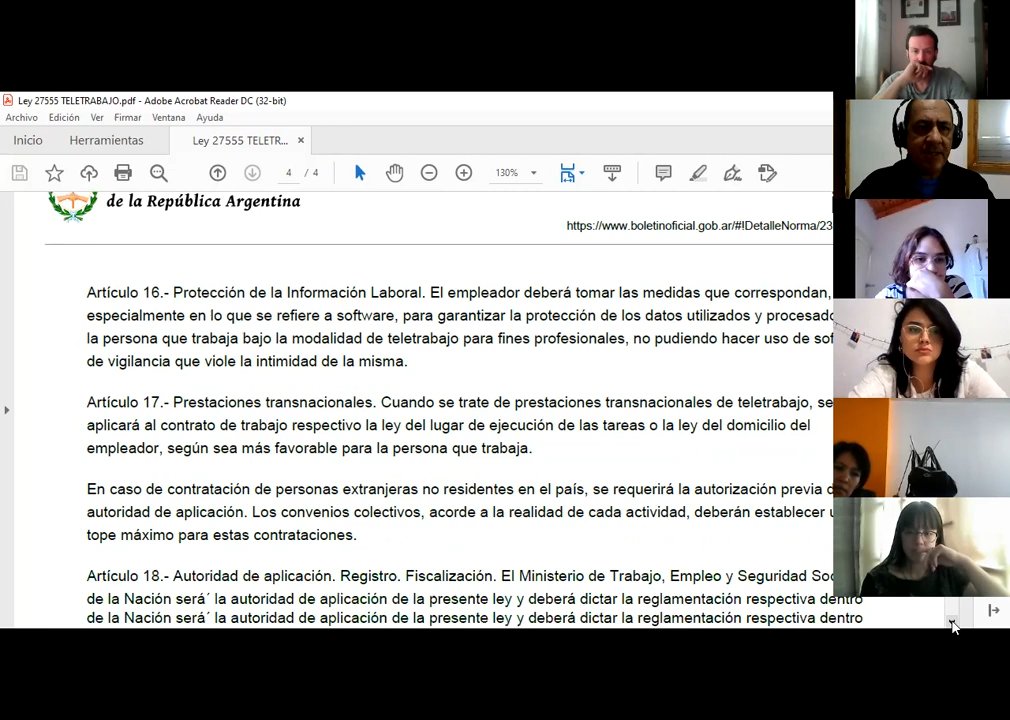 Ley 27555 TELETRABAJO.pdf - Adobe Acrobat Reader DC (32-bit)
Archivo Edición Ver Firmar Ventana Ayuda
Inicio Herramientas Ley 27555 TELETR... ×
4 / 4 130%
de la República Argentina
https://www.boletinoficial.gob.ar/#!DetalleNorma/23
Artículo 16.- Protección de la Información Laboral. El empleador deberá tomar las medidas que correspondan,
especialmente en lo que se refiere a software, para garantizar la protección de los datos utilizados y procesado
la persona que trabaja bajo la modalidad de teletrabajo para fines profesionales, no pudiendo hacer uso de sof
de vigilancia que viole la intimidad de la misma.
Artículo 17.- Prestaciones transnacionales. Cuando se trate de prestaciones transnacionales de teletrabajo, se
aplicará al contrato de trabajo respectivo la ley del lugar de ejecución de las tareas o la ley del domicilio del
empleador, según sea más favorable para la persona que trabaja.
En caso de contratación de personas extranjeras no residentes en el país, se requerirá la autorización previa d
autoridad de aplicación. Los convenios colectivos, acorde a la realidad de cada actividad, deberán establecer u
tope máximo para estas contrataciones.
Artículo 18.- Autoridad de aplicación. Registro. Fiscalización. El Ministerio de Trabajo, Empleo y Seguridad Soc
de la Nación será´ la autoridad de aplicación de la presente ley y deberá dictar la reglamentación respectiva dentro
de la Nación será´ la autoridad de aplicación de la presente ley y deberá dictar la reglamentación respectiva dentro